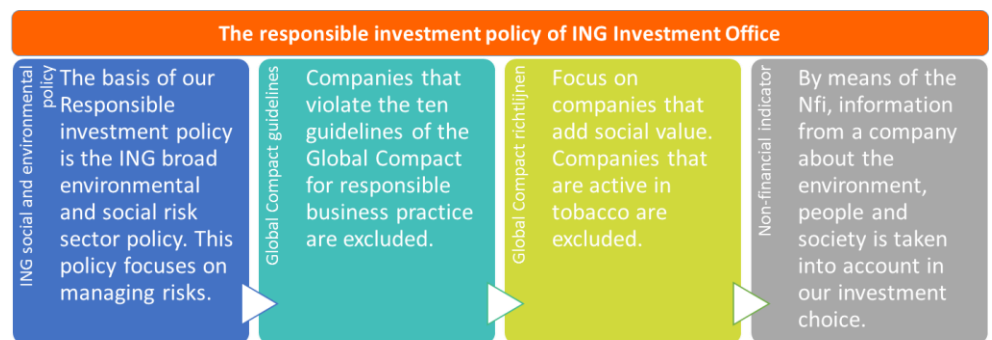 The responsible investment policy of ING Investment Office
ING social and environmental
policy
The basis of our
Responsible
investment policy
is the ING broad
environmental
and social risk
sector policy. This
policy focuses on
managing risks.
Global Compact guidelines
Companies that
violate the ten
guidelines of the
Global Compact
for responsible
business practice
are excluded.
Global Compact richtlijnen
Focus on
companies that
add social value.
Companies that
are active in
tobacco are
excluded.
Non-financial indicator
By means of the
Nfi, information
from a company
about the
environment,
people and
society is taken
into account in
our investment
choice.